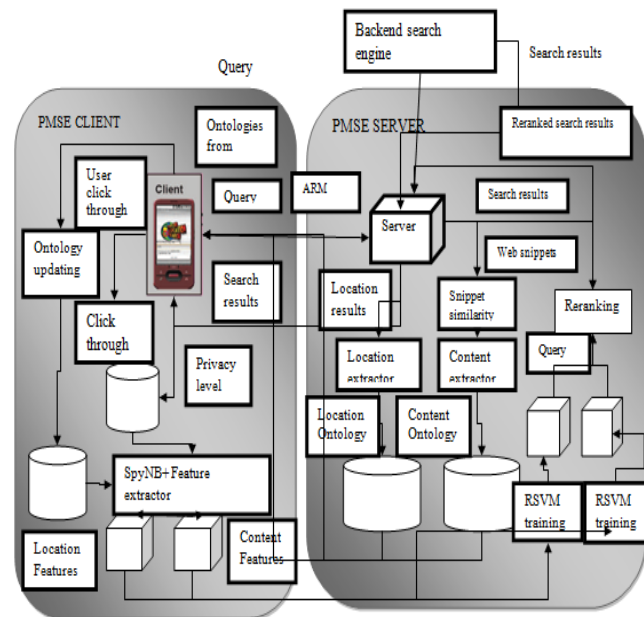 Backend search
engine
Search results
Query
PMSE CLIENT
Ontologies
from
PMSE SERVER
Reranked search results
User
click
through
Client
Query
ARM
Search results
Server
Ontology
updating
Web snippets
Search
results
Location
results
Snippet
similarity
Reranking
Click
through
Query
Privacy
level
Location
extractor
Content
extractor
Location
Ontology
Content
Ontology
SpyNB+Feature
extractor
RSVM
training
RSVM
training
Location
Features
Content
Features